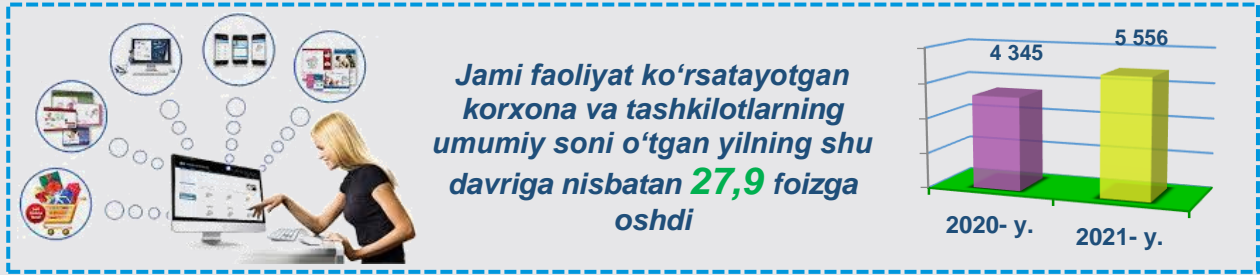 Jami faoliyat ko‘rsatayotgan
korxona va tashkilotlarning
umumiy soni o‘tgan yilning shu
davriga nisbatan 27,9 foizga
oshdi
4 345
5 556
2020- y.
2021- y.